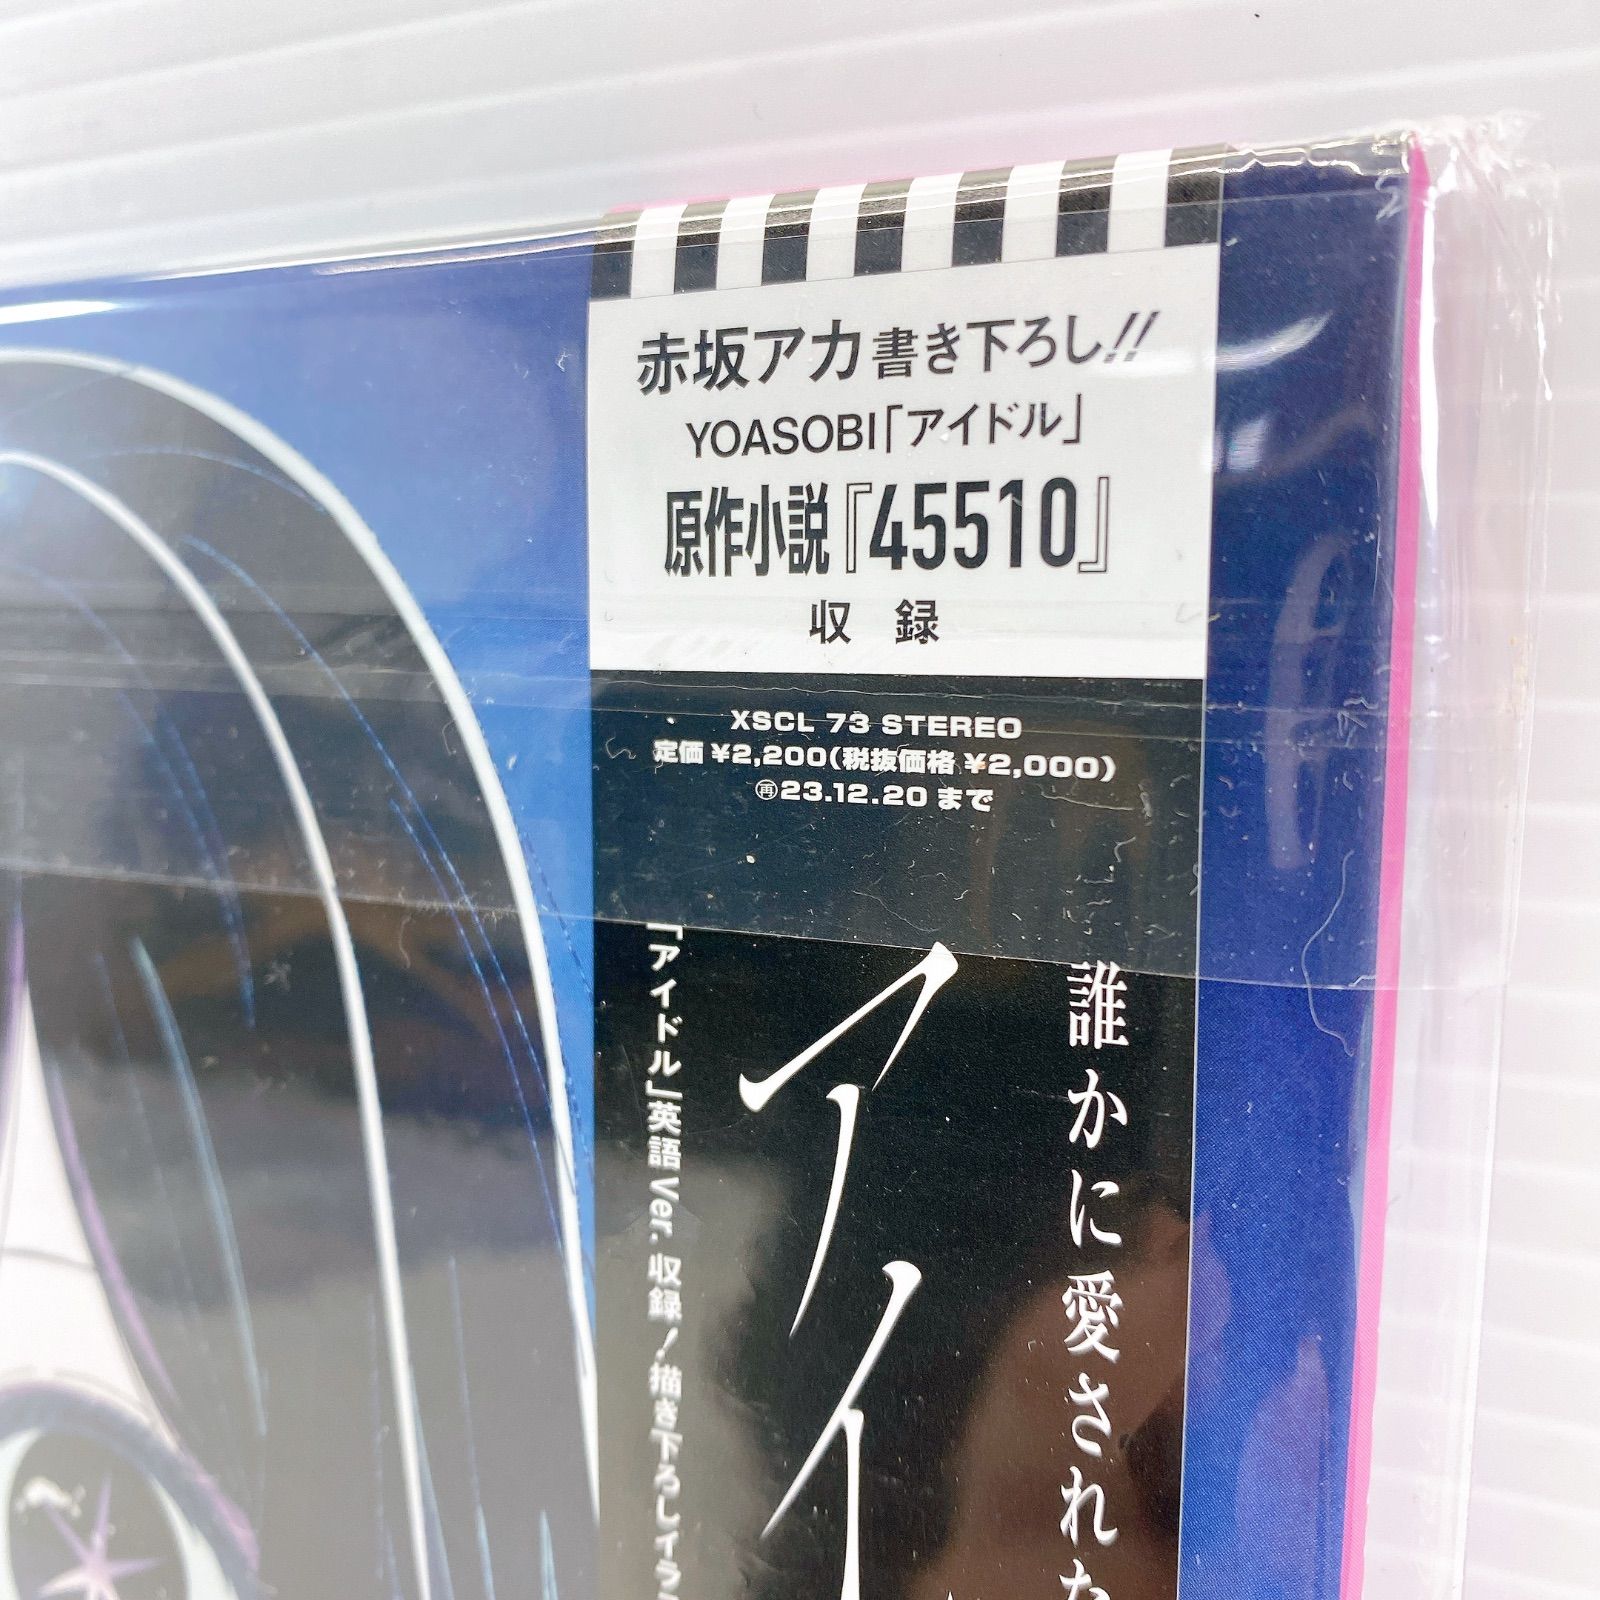 赤坂アカ書き下ろし!!
YOASOBI「アイドル」
原作小説『45510』
収録
XSCL 73 STEREO
定価 ¥2,200(税抜価格 ¥2,000)
㋰23.12.20 まで
誰かに愛された
アイ
「アイドル」英語 Ver. 収録!描き下ろしイラ